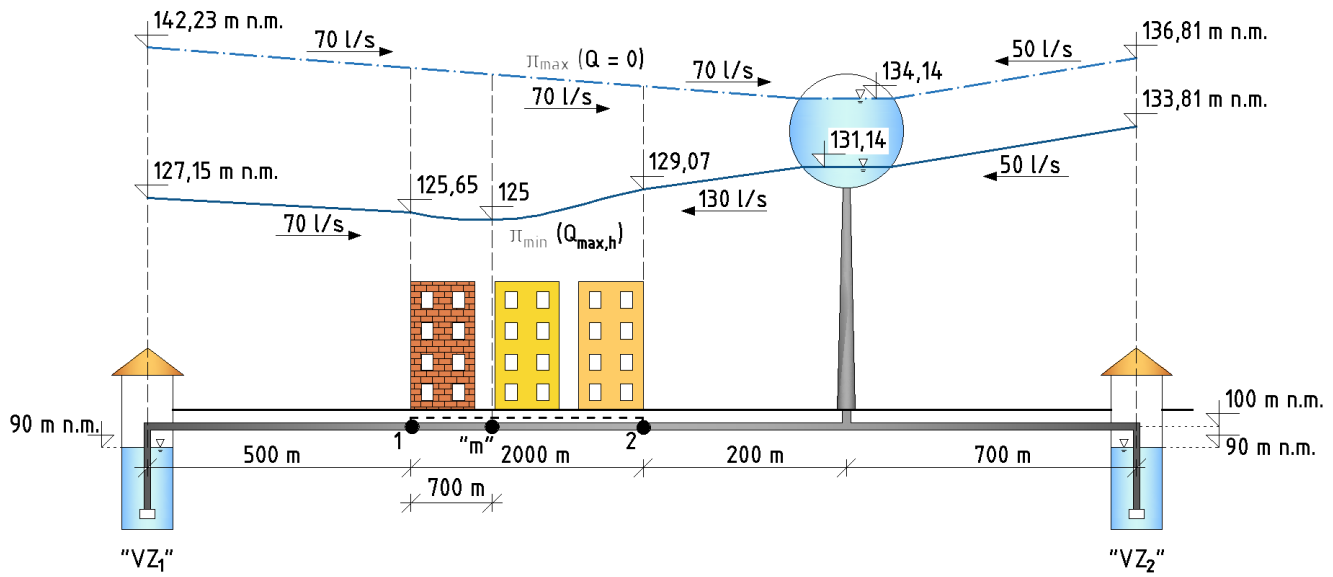 142,23 m n.m.
70 l/s
πmax (Q = 0)
70 l/s
70 l/s
134,14
50 l/s
136,81 m n.m.
133,81 m n.m.
131,14
127,15 m n.m.
125,65
125
129,07
130 l/s
50 l/s
70 l/s
πmin (Qmax,h)
90 m n.m.
100 m n.m.
90 m n.m.
1
"m"
2
500 m
2000 m
200 m
700 m
700 m
"VZ1"
"VZ2"